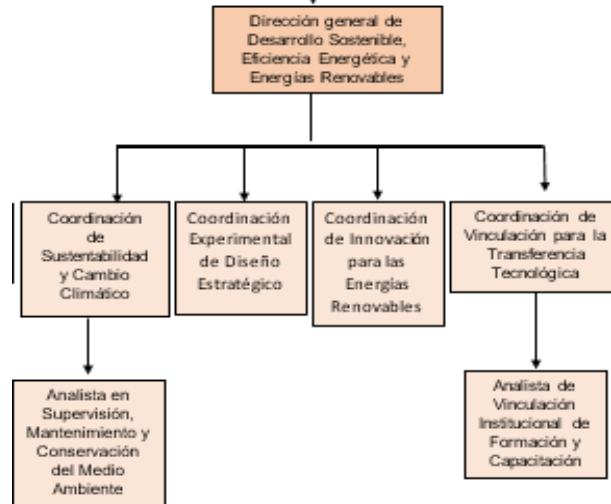 Dirección general de
Desarrollo Sostenible,
Eficiencia Energética y
Energías Renovables
Coordinación
de
Sustentabilidad
y Cambio
Climático
Coordinación
Experimental
de Diseño
Estratégico
Coordinación
de Innovación
para las
Energías
Renovables
Coordinación de
Vinculación para la
Transferencia
Tecnológica
Analista en
Supervisión,
Mantenimiento y
Conservación
del Medio
Ambiente
Analista de
Vinculación
Institucional de
Formación y
Capacitación